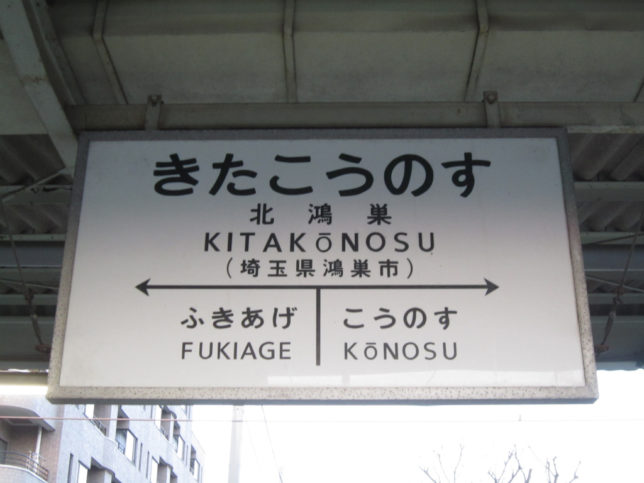 きたこうのす
北鴻巣
KITAKōNOSU
(埼玉県鴻巣市)
ふきあげ こうのす
FUKIAGE KōNOSU